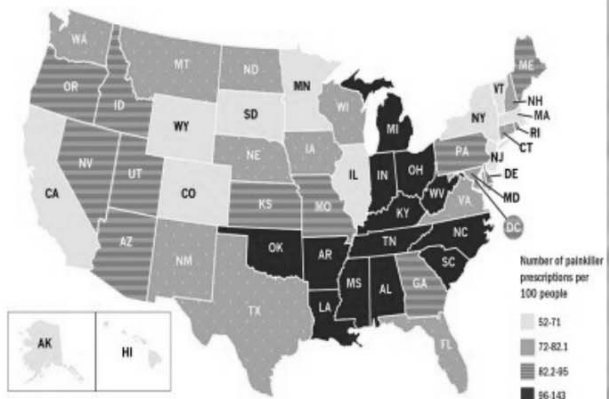 WA
MT
ND
MN
ME
VT
OR
ID
SD
WI
NH
NY
MA
WY
MI
RI
CT
NE
IA
PA
NJ
NV
UT
IL
IN
OH
DE
CA
CO
WV
MD
VA
KS
MO
KY
DC
AZ
NM
OK
AR
TN
NC
SC
MS
AL
GA
TX
LA
FL
AK
HI
Number of painkiller
prescriptions per
100 people
52-71
72-82.1
82.2-95
96-143